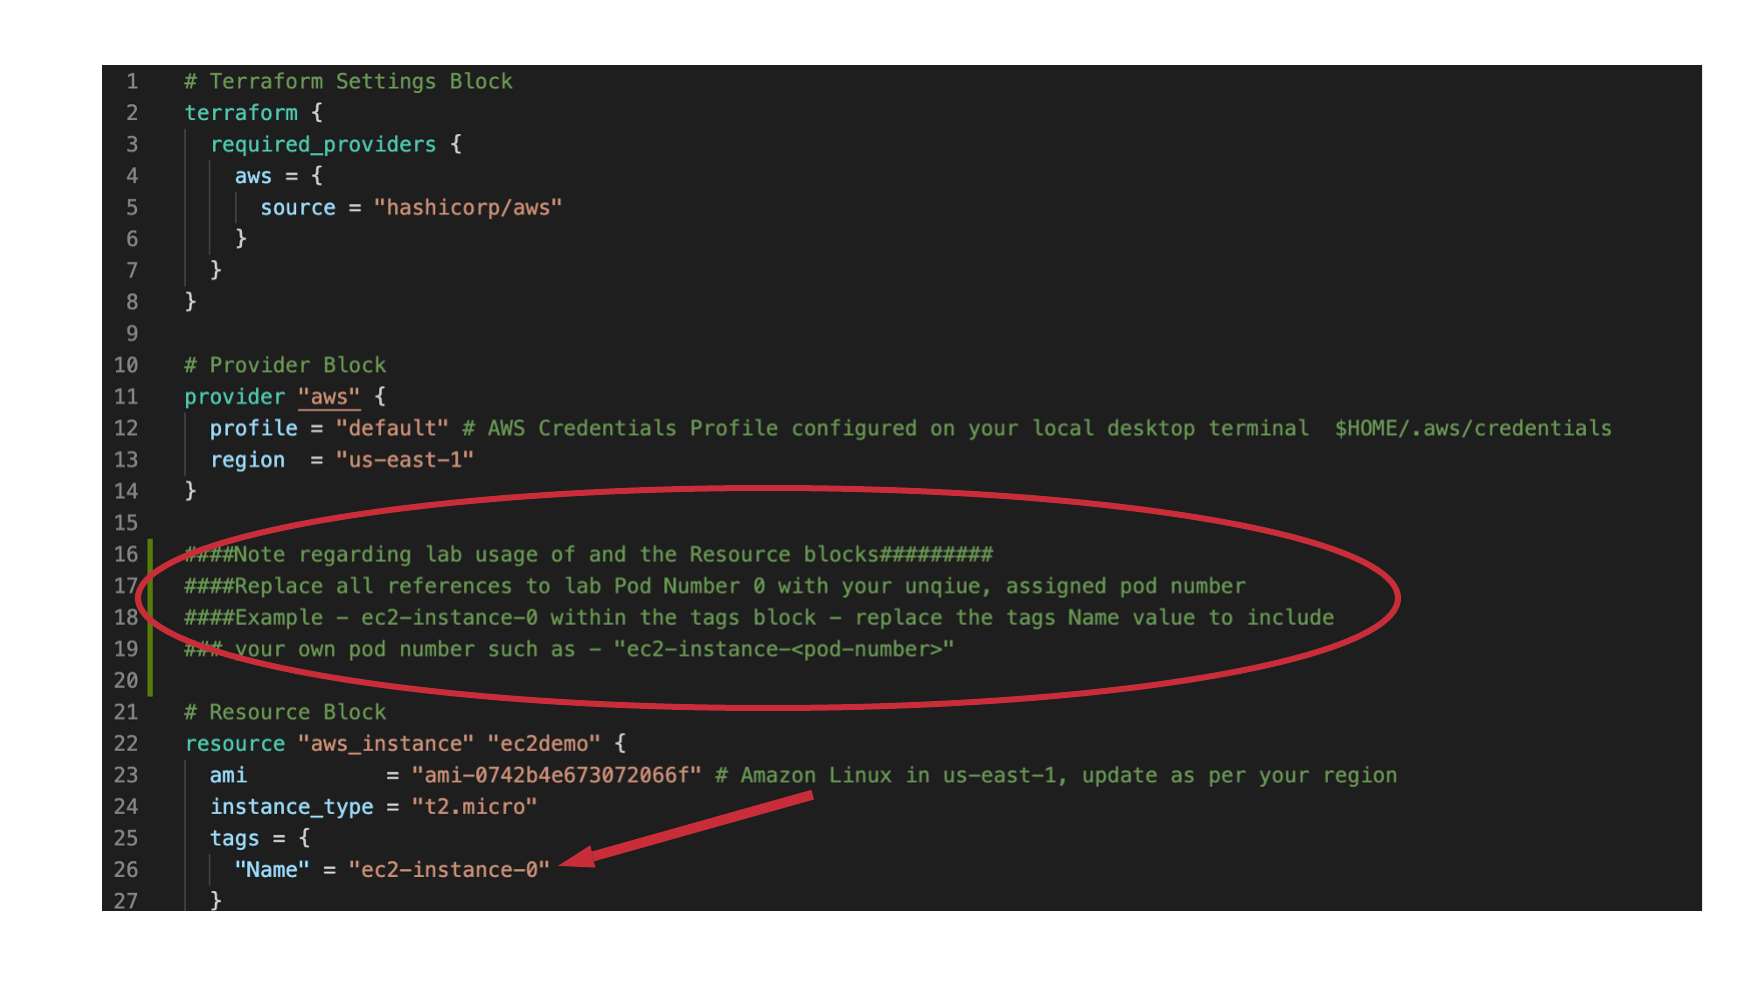 1 # Terraform Settings Block
2 terraform {
3 required_providers {
4 aws = {
5 source = "hashicorp/aws"
6 }
7 }
8 }
9
10 # Provider Block
11 provider "aws" {
12 profile = "default" # AWS Credentials Profile configured on your local desktop terminal  $HOME/.aws/credentials
13 region  = "us-east-1"
14 }
15
16 ####Note regarding lab usage of and the Resource blocks#########
17 ####Replace all references to lab Pod Number 0 with your unqiue, assigned pod number
18 ####Example - ec2-instance-0 within the tags block - replace the tags Name value to include
19 ### your own pod number such as - "ec2-instance-<pod-number>"
20
21 # Resource Block
22 resource "aws_instance" "ec2demo" {
23 ami           = "ami-0742b4e673072066f" # Amazon Linux in us-east-1, update as per your region
24 instance_type = "t2.micro"
25 tags = {
26 "Name" = "ec2-instance-0"
27 }